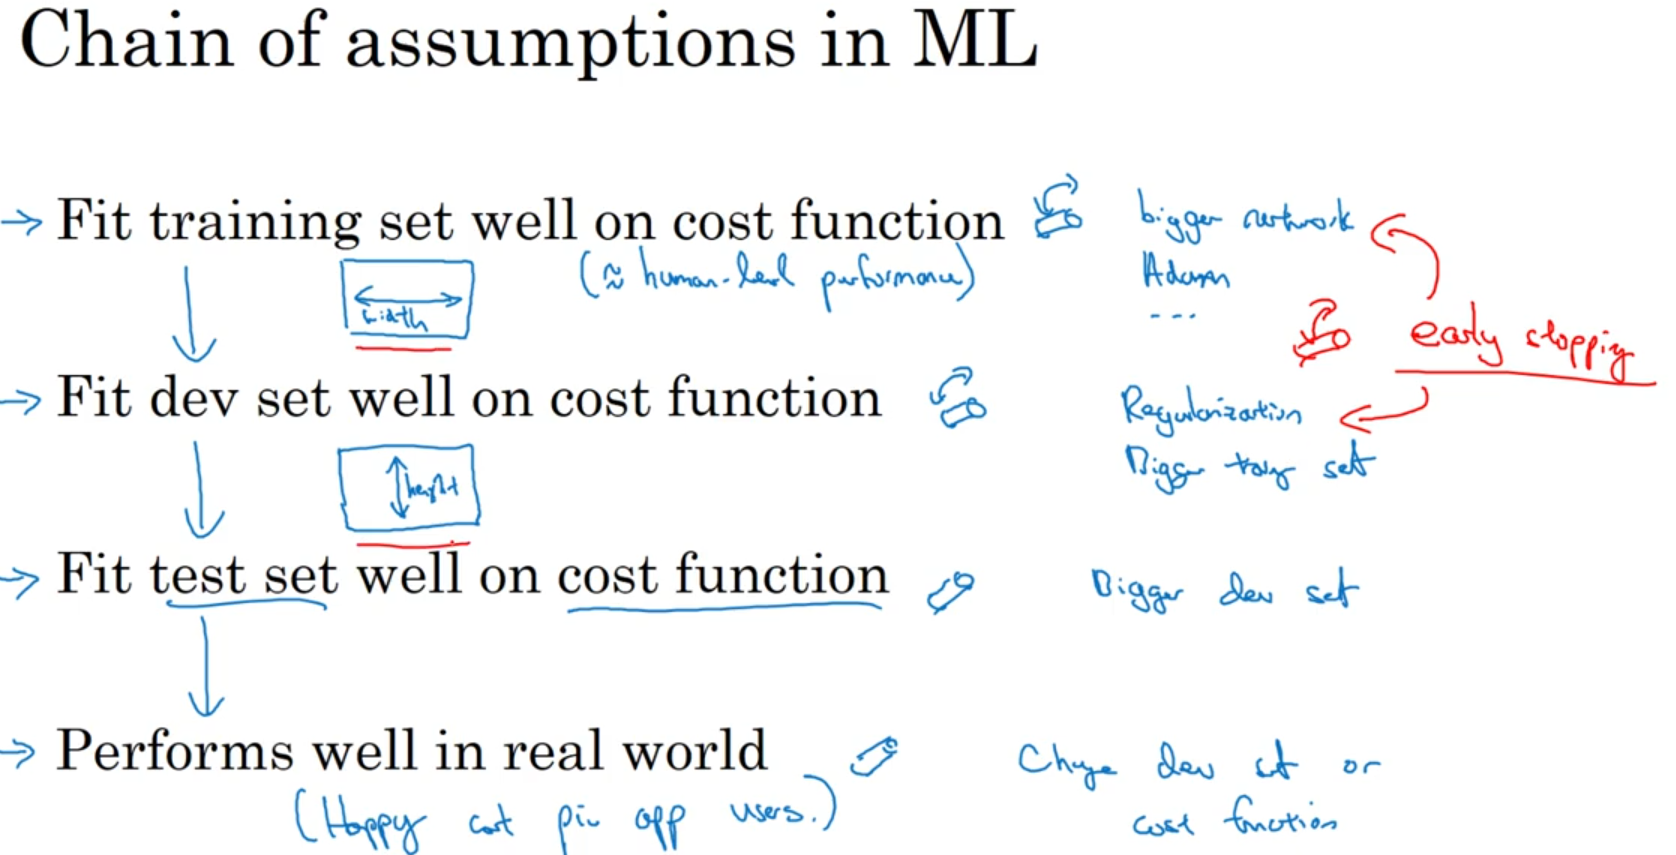 Chain of assumptions in ML
Fit training set well on cost function
bigger network
(≈ human-level performance)
Adam
...
width
early stopping
Fit dev set well on cost function
Regularization
Bigger set
height
Fit test set well on cost function
Bigger dev set
Performs well in real world
Change dev set or
(Happy cat pic app users.)
cost function